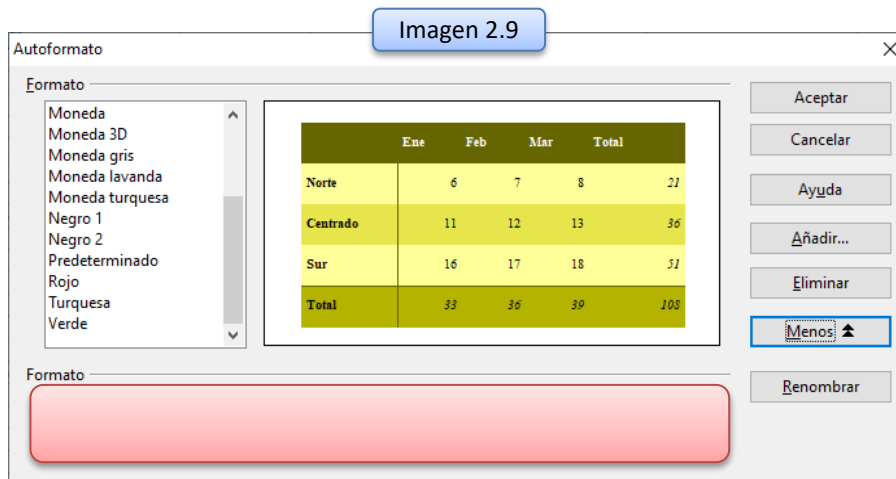 Imagen 2.9
Autoformato
Formato
Moneda
Moneda 3D
Moneda gris
Moneda lavanda
Moneda turquesa
Negro 1
Negro 2
Predeterminado
Rojo
Turquesa
Verde
Ene Feb Mar Total
Norte 6 7 8 21
Centrado 11 12 13 36
Sur 16 17 18 51
Total 33 36 39 108
Aceptar
Cancelar
Ayuda
Añadir...
Eliminar
Menos
Renombrar
Formato